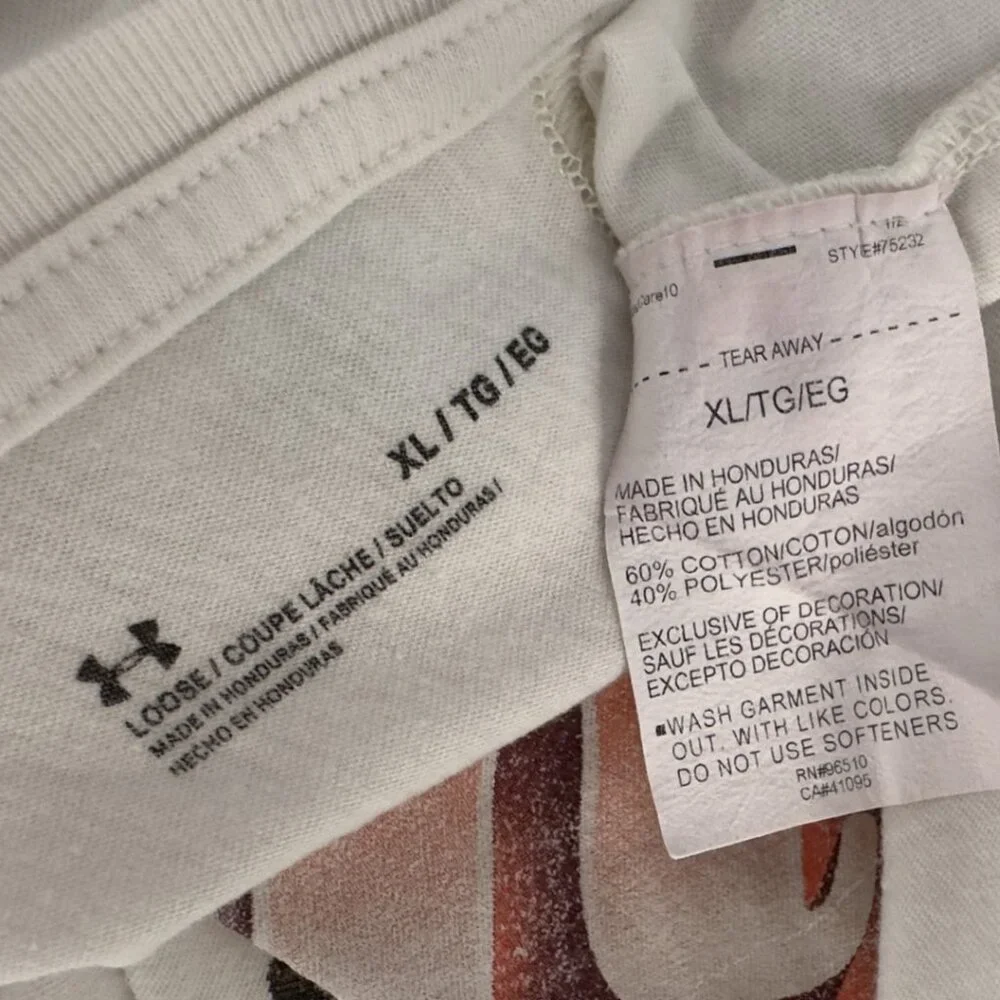 XL / TG / EG
LOOSE / COUPE LÂCHE / SUELTO
MADE IN HONDURAS / FABRIQUÉ AU HONDURAS /
HECHO EN HONDURAS
1/2
STYE#75232
Care10
TEAR AWAY
XL/TG/EG
MADE IN HONDURAS/
FABRIQUÉ AU HONDURAS/
HECHO EN HONDURAS
60% COTTON/COTON/algodón
40% POLYESTER/poliéster
EXCLUSIVE OF DECORATION/
SAUF LES DÉCORATIONS/
EXCEPTO DECORACIÓN
WASH GARMENT INSIDE
OUT. WITH LIKE COLORS.
DO NOT USE SOFTENERS
RN#96510
CA#41095